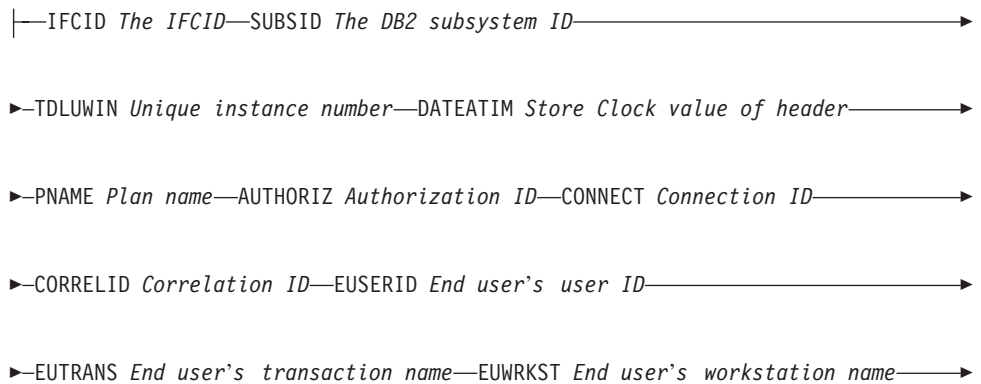 IFCID The IFCID SUBSID The DB2 subsystem ID
TDLUWIN Unique instance number DATEATIM Store Clock value of header
PNAME Plan name AUTHORIZ Authorization ID CONNECT Connection ID
CORRELID Correlation ID EUSERID End user's user ID
EUTRANS End user's transaction name EUWRKST End user's workstation name